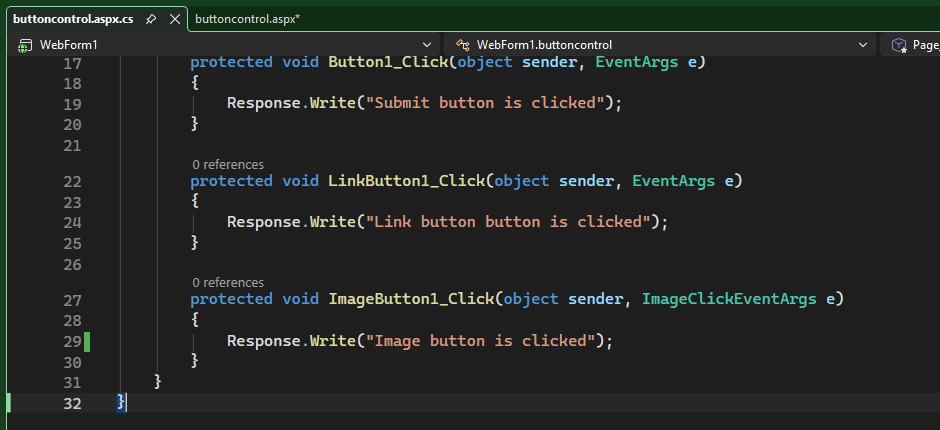 buttoncontrol.aspx.cs buttoncontrol.aspx*
WebForm1 WebForm1.buttoncontrol Page_
17 protected void Button1_Click(object sender, EventArgs e)
18 {
19 Response.Write("Submit button is clicked");
20 }
21
0 references
22 protected void LinkButton1_Click(object sender, EventArgs e)
23 {
24 Response.Write("Link button button is clicked");
25 }
26
0 references
27 protected void ImageButton1_Click(object sender, ImageClickEventArgs e)
28 {
29 Response.Write("Image button is clicked");
30 }
31 }
32 }